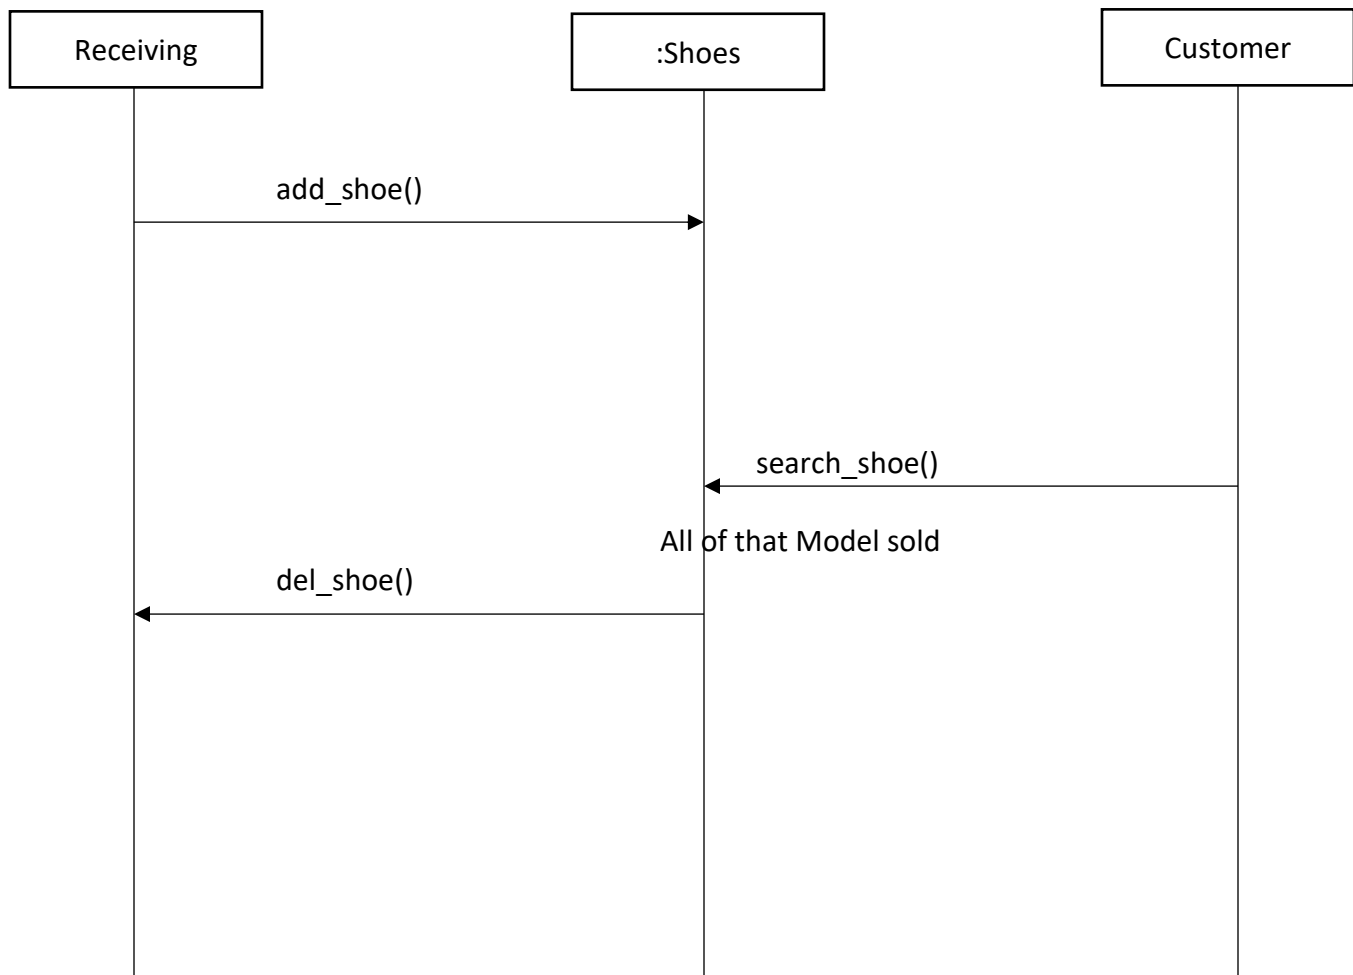 Receiving
:Shoes
Customer
add_shoe()
search_shoe()
All of that Model sold
del_shoe()